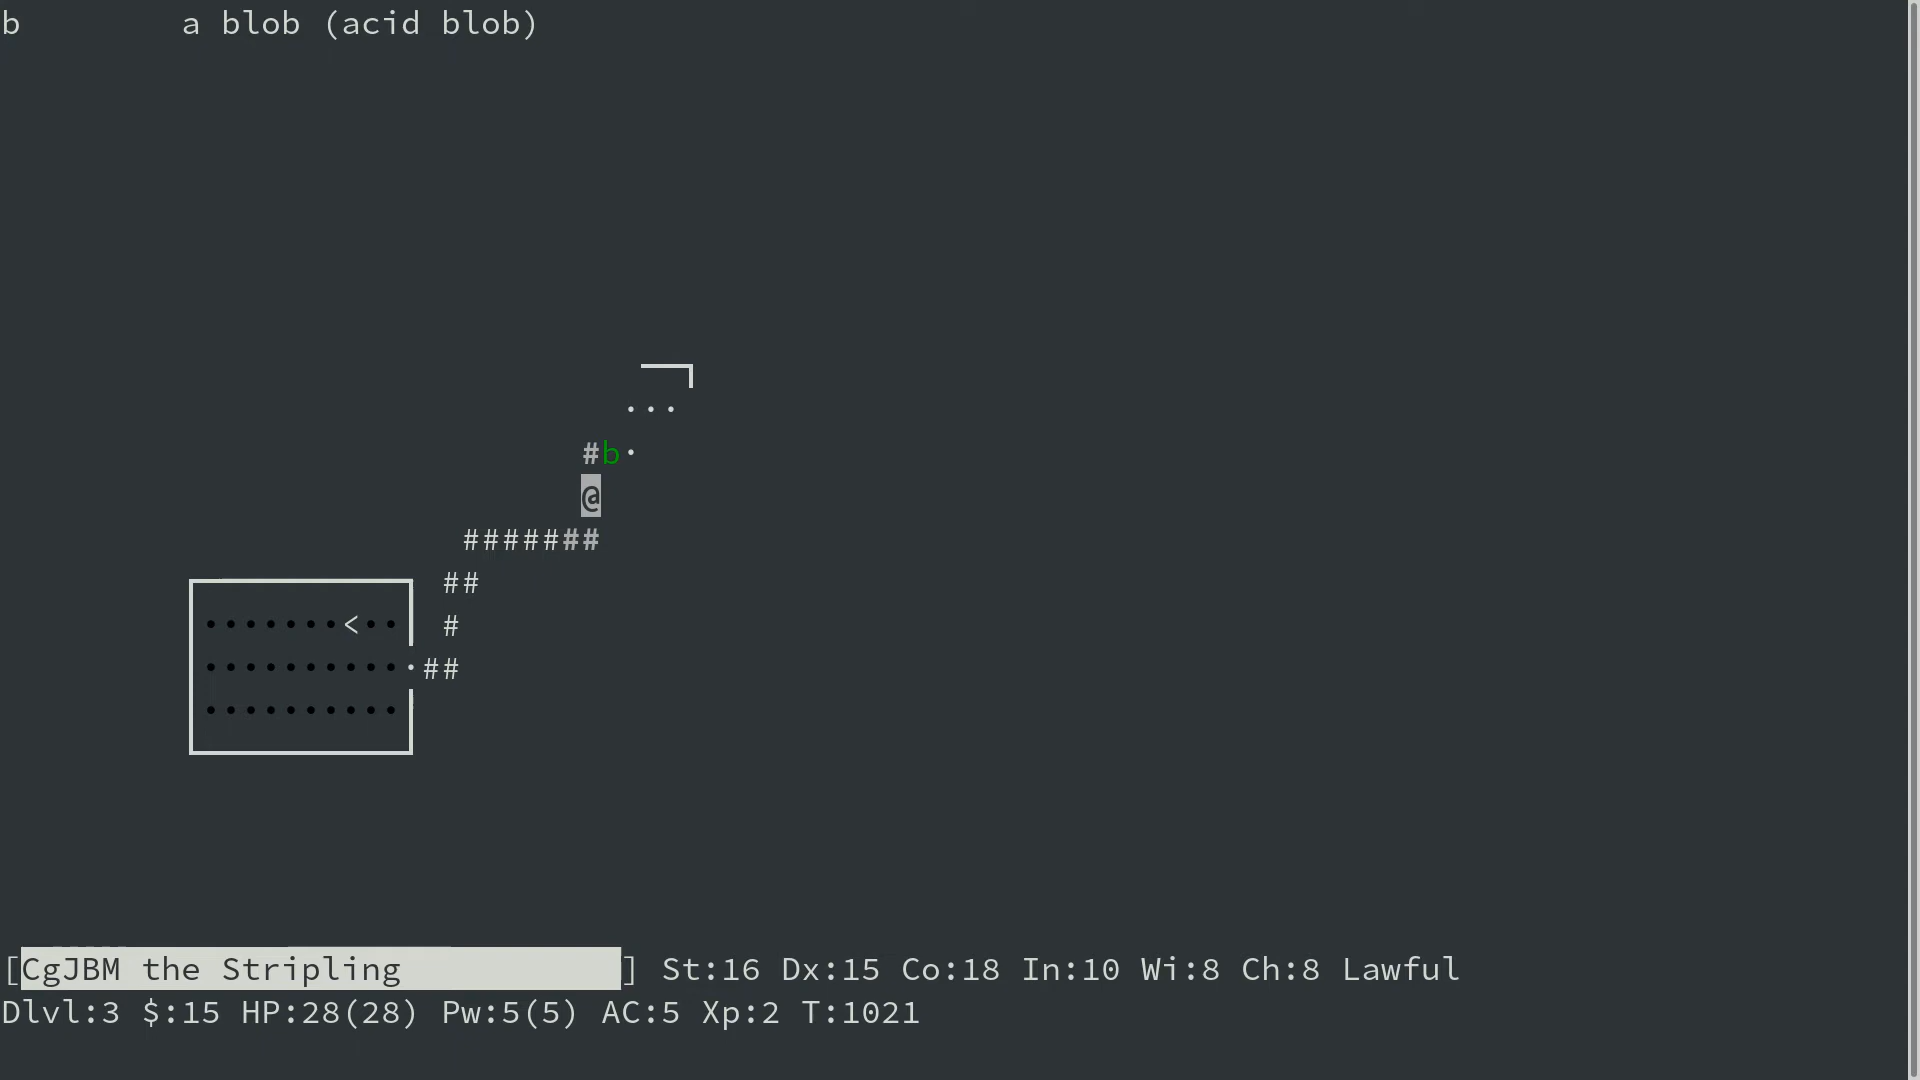 b        a blob (acid blob)
···
#b·
@
########
##
·······<··  #
···········##
··········
[CgJBM the Stripling           ] St:16 Dx:15 Co:18 In:10 Wi:8 Ch:8 Lawful
Dlvl:3 $:15 HP:28(28) Pw:5(5) AC:5 Xp:2 T:1021